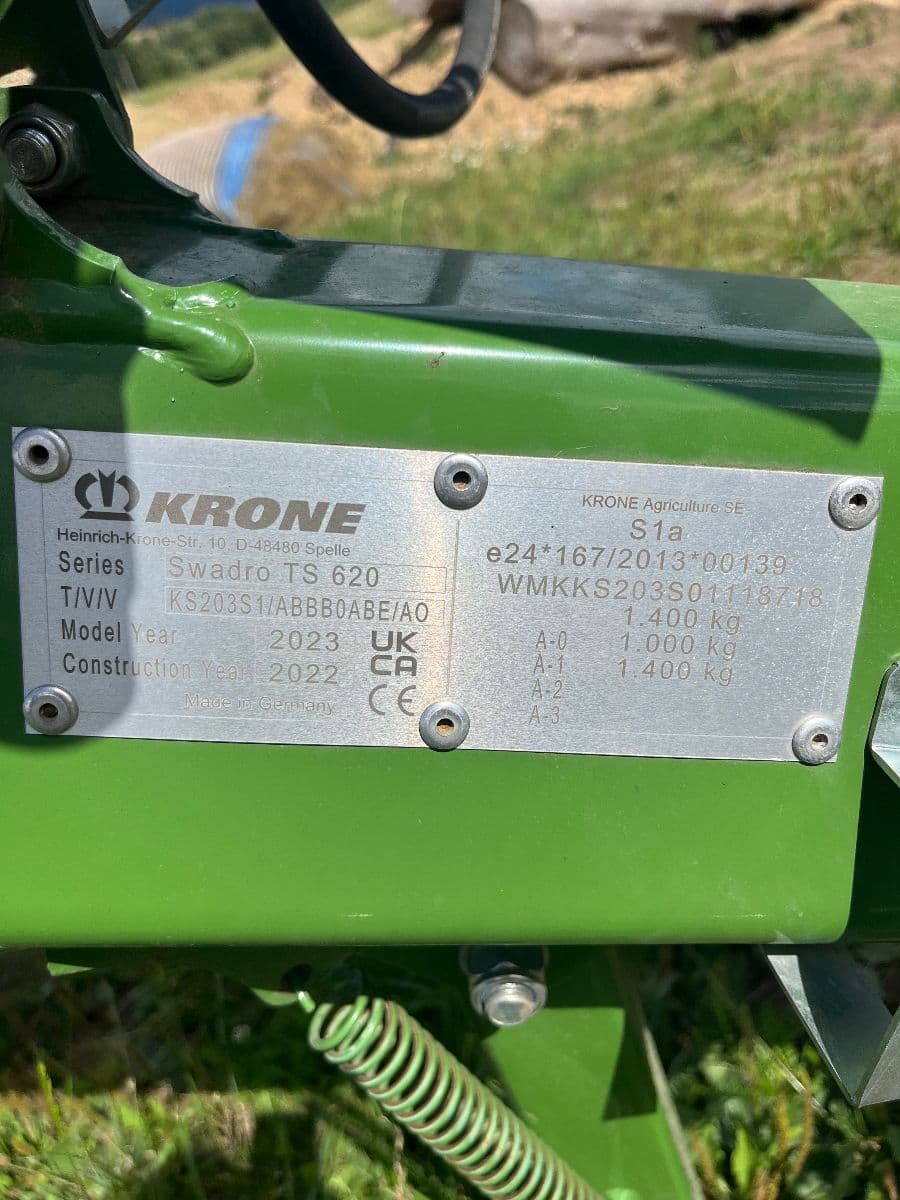 KRONE
Heinrich-Krone-Str. 10, D-48480 Spelle
Series Swadro TS 620
T/V/V KS203S1/ABBB0ABE/AO
Model Year 2023
Construction Year 2022
UK
CA
CE
Made in Germany
KRONE Agriculture SE
S1a
e24*167/2013*00139
WMKKS203S01118718
1.400 kg
A-0 1.000 kg
A-1 1.400 kg
A-2
A-3